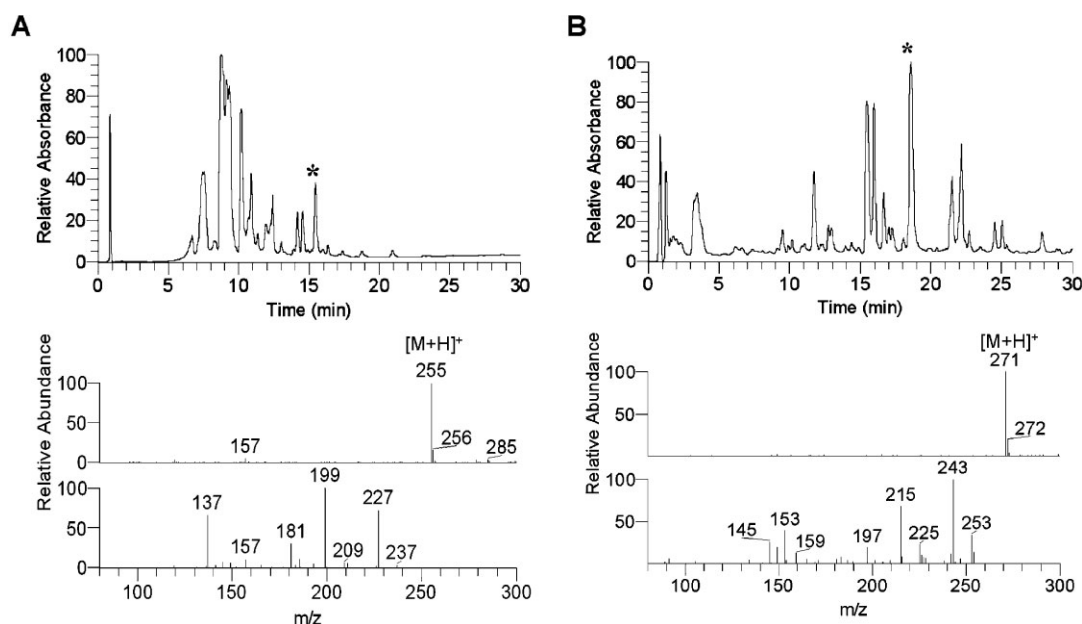 A
Relative Absorbance
100
80
60
40
20
0
*
0 5 10 15 20 25 30
Time (min)
[M+H]+
255
Relative Abundance
100
50
0
157
256
285
100
50
0
137
157
181
199
209
227
237
100 150 200 250 300
m/z
B
Relative Absorbance
100
80
60
40
20
0
*
0 5 10 15 20 25 30
Time (min)
[M+H]+
271
Relative Abundance
100
50
272
100
50
145
153
159
197
215
225
243
253
100 150 200 250 300
m/z